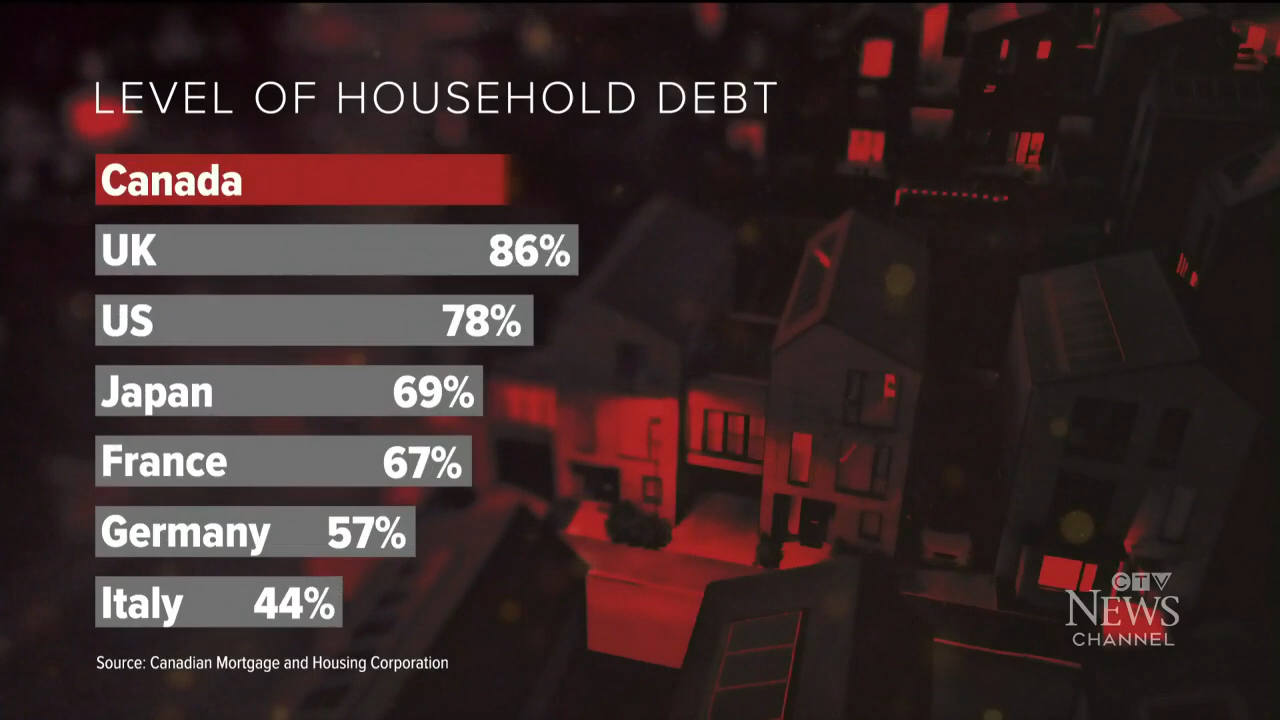 LEVEL OF HOUSEHOLD DEBT
Canada
UK 86%
US 78%
Japan 69%
France 67%
Germany 57%
Italy 44%
Source: Canadian Mortgage and Housing Corporation
CTV
NEWS
CHANNEL